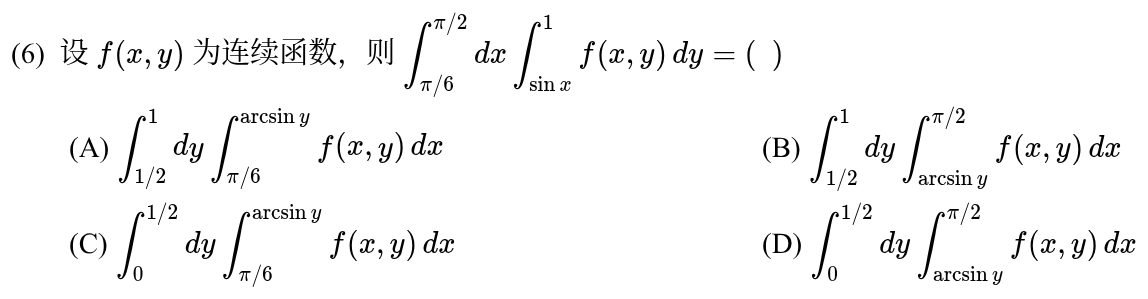 (6) 设 f(x, y) 为连续函数，则 ∫_{π/6}^{π/2} dx ∫_{sin x}^{1} f(x, y) dy = ( )
(A) ∫_{1/2}^{1} dy ∫_{π/6}^{arcsin y} f(x, y) dx (B) ∫_{1/2}^{1} dy ∫_{arcsin y}^{π/2} f(x, y) dx
(C) ∫_{0}^{1/2} dy ∫_{π/6}^{arcsin y} f(x, y) dx (D) ∫_{0}^{1/2} dy ∫_{arcsin y}^{π/2} f(x, y) dx